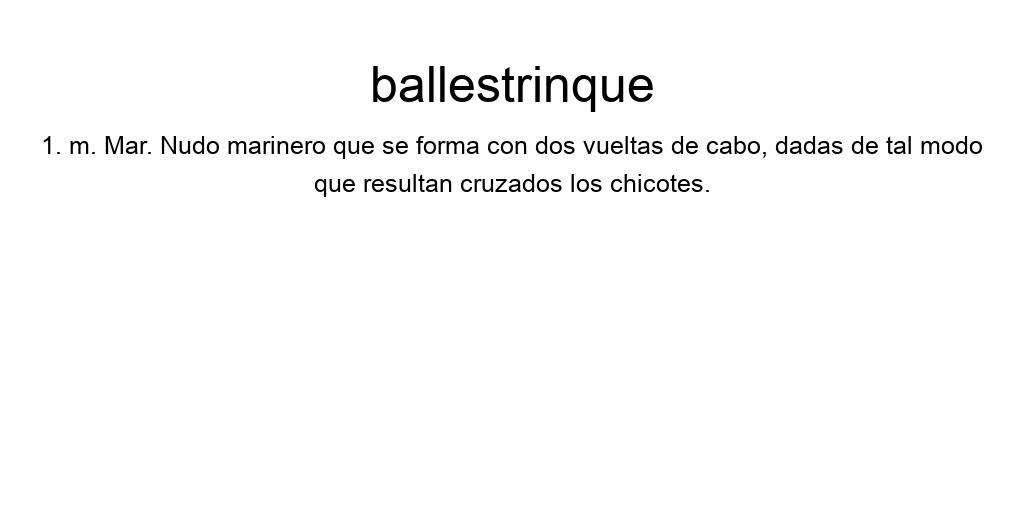 ballestrinque
1. m. Mar. Nudo marinero que se forma con dos vueltas de cabo, dadas de tal modo
que resultan cruzados los chicotes.